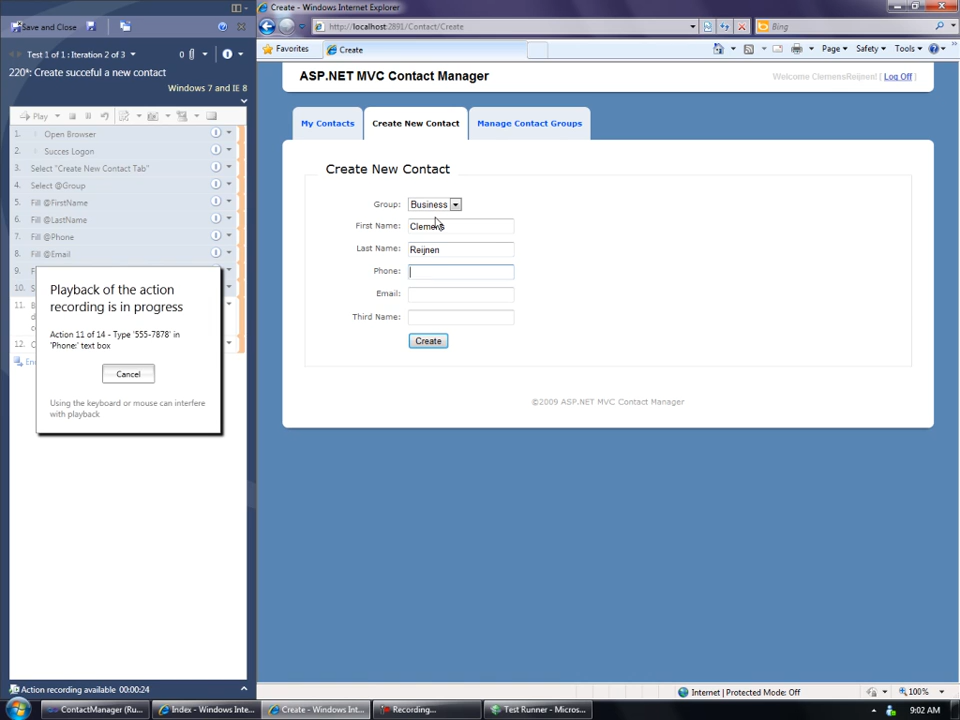 Save and Close
Test 1 of 1 : Iteration 2 of 3
0
220*: Create succeful a new contact
Windows 7 and IE 8
Play
1. Open Browser
2. Succes Logon
3. Select "Create New Contact Tab"
4. Select @Group
5. Fill @FirstName
6. Fill @LastName
7. Fill @Phone
8. Fill @Email
9.
10.
11.
12.
Playback of the action
recording is in progress
Action 11 of 14 - Type '555-7878' in
'Phone:' text box
Cancel
Using the keyboard or mouse can interfere
with playback
Action recording available 00:00:24
Create - Windows Internet Explorer
http://localhost:2891/Contact/Create
Bing
Favorites
Create
Page
Safety
Tools
ASP.NET MVC Contact Manager
Welcome ClemensReijnen! [ Log Off ]
My Contacts
Create New Contact
Manage Contact Groups
Create New Contact
Group: Business
First Name: Clemens
Last Name: Reijnen
Phone:
Email:
Third Name:
Create
©2009 ASP.NET MVC Contact Manager
Internet | Protected Mode: Off
100%
ContactManager (Ru...
Index - Windows Inte...
Create - Windows Int...
Recording...
Test Runner - Micros...
9:02 AM